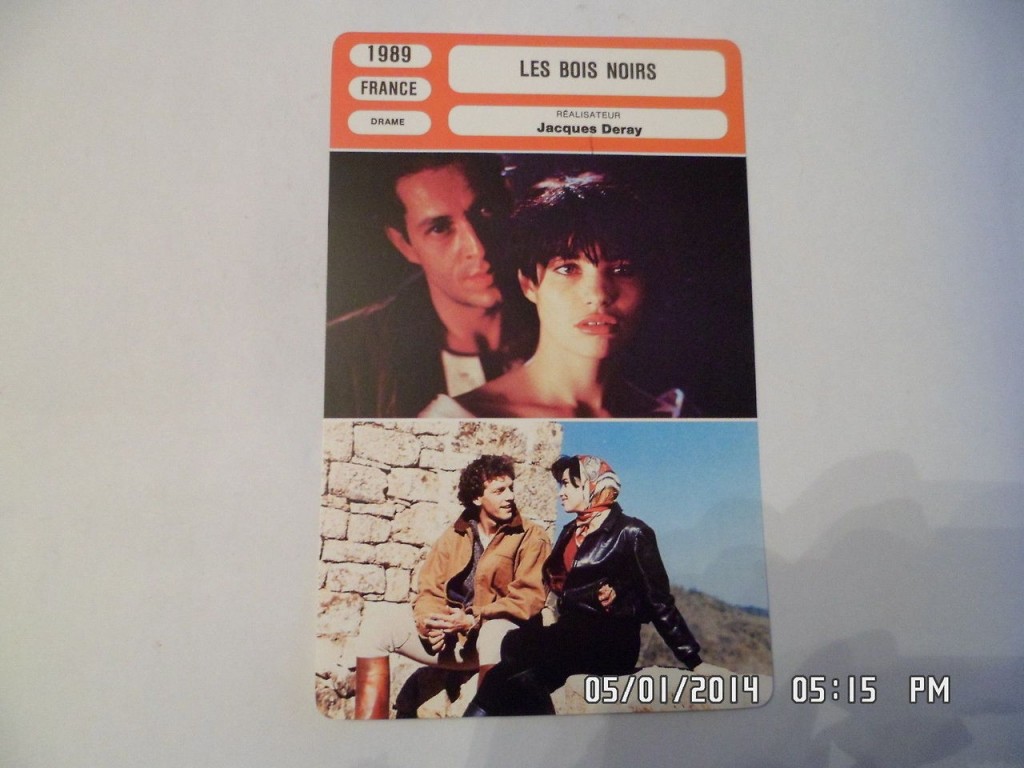 1989
FRANCE
DRAME
LES BOIS NOIRS
RÉALISATEUR
Jacques Deray
05/01/2014 05:15 PM